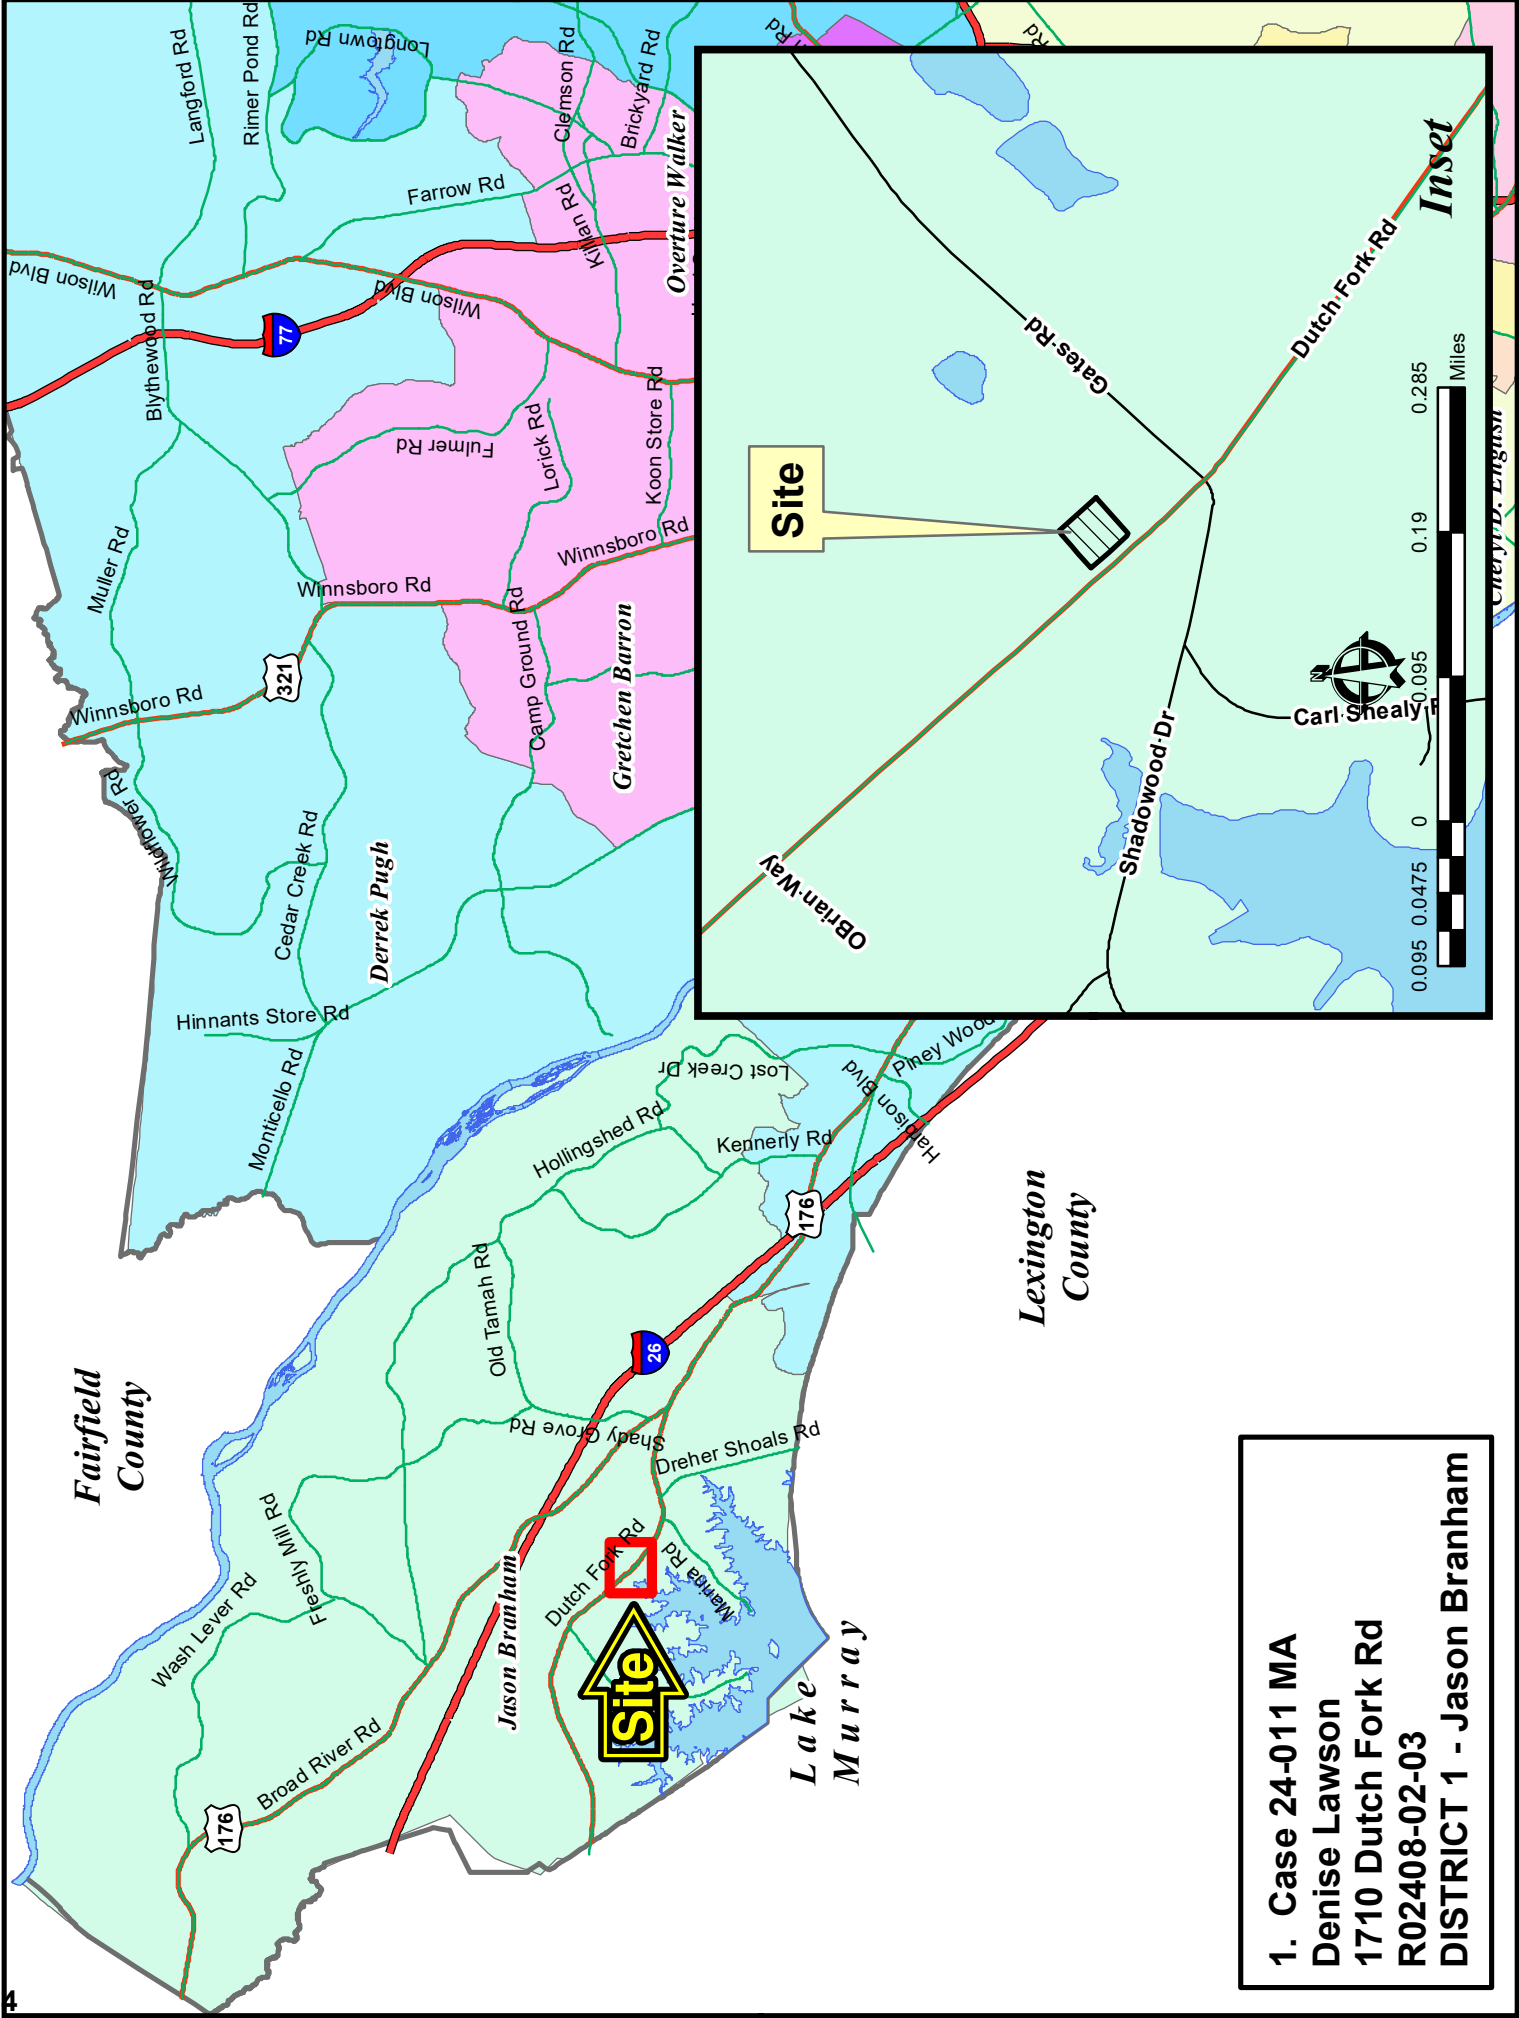 4
Fairfield
County
Lexington
County
Lake
Murray
Langford Rd
Rimer Pond Rd
Longtown Rd
Clemson Rd
Brickyard Rd
Farrow Rd
Killian Rd
Overture Walker
Wilson Blvd
Wilson Blvd
Blythewood Rd
77
Fulmer Rd
Lorick Rd
Koon Store Rd
Muller Rd
Winnsboro Rd
Winnsboro Rd
Winnsboro Rd
321
Camp Ground Rd
Gretchen Barron
Wildflower Rd
Cedar Creek Rd
Derrek Pugh
Hinnants Store Rd
Monticello Rd
Lost Creek Dr
Hollingshed Rd
Kennerly Rd
Piney Wood
Harbison Blvd
176
Old Tamah Rd
26
Shady Grove Rd
Dreher Shoals Rd
Freshly Mill Rd
Wash Lever Rd
Dutch Fork Rd
Marina Rd
Jason Branham
Site
Broad River Rd
176
Rd
Rd
Cheryl D. English
Inset
Site
Gates Rd
Dutch Fork Rd
Shadowood Dr
Carl Shealy R
OBrian Way
N
0.095 0.0475 0 0.095 0.19 0.285
Miles
1. Case 24-011 MA
Denise Lawson
1710 Dutch Fork Rd
R02408-02-03
DISTRICT 1 - Jason Branham